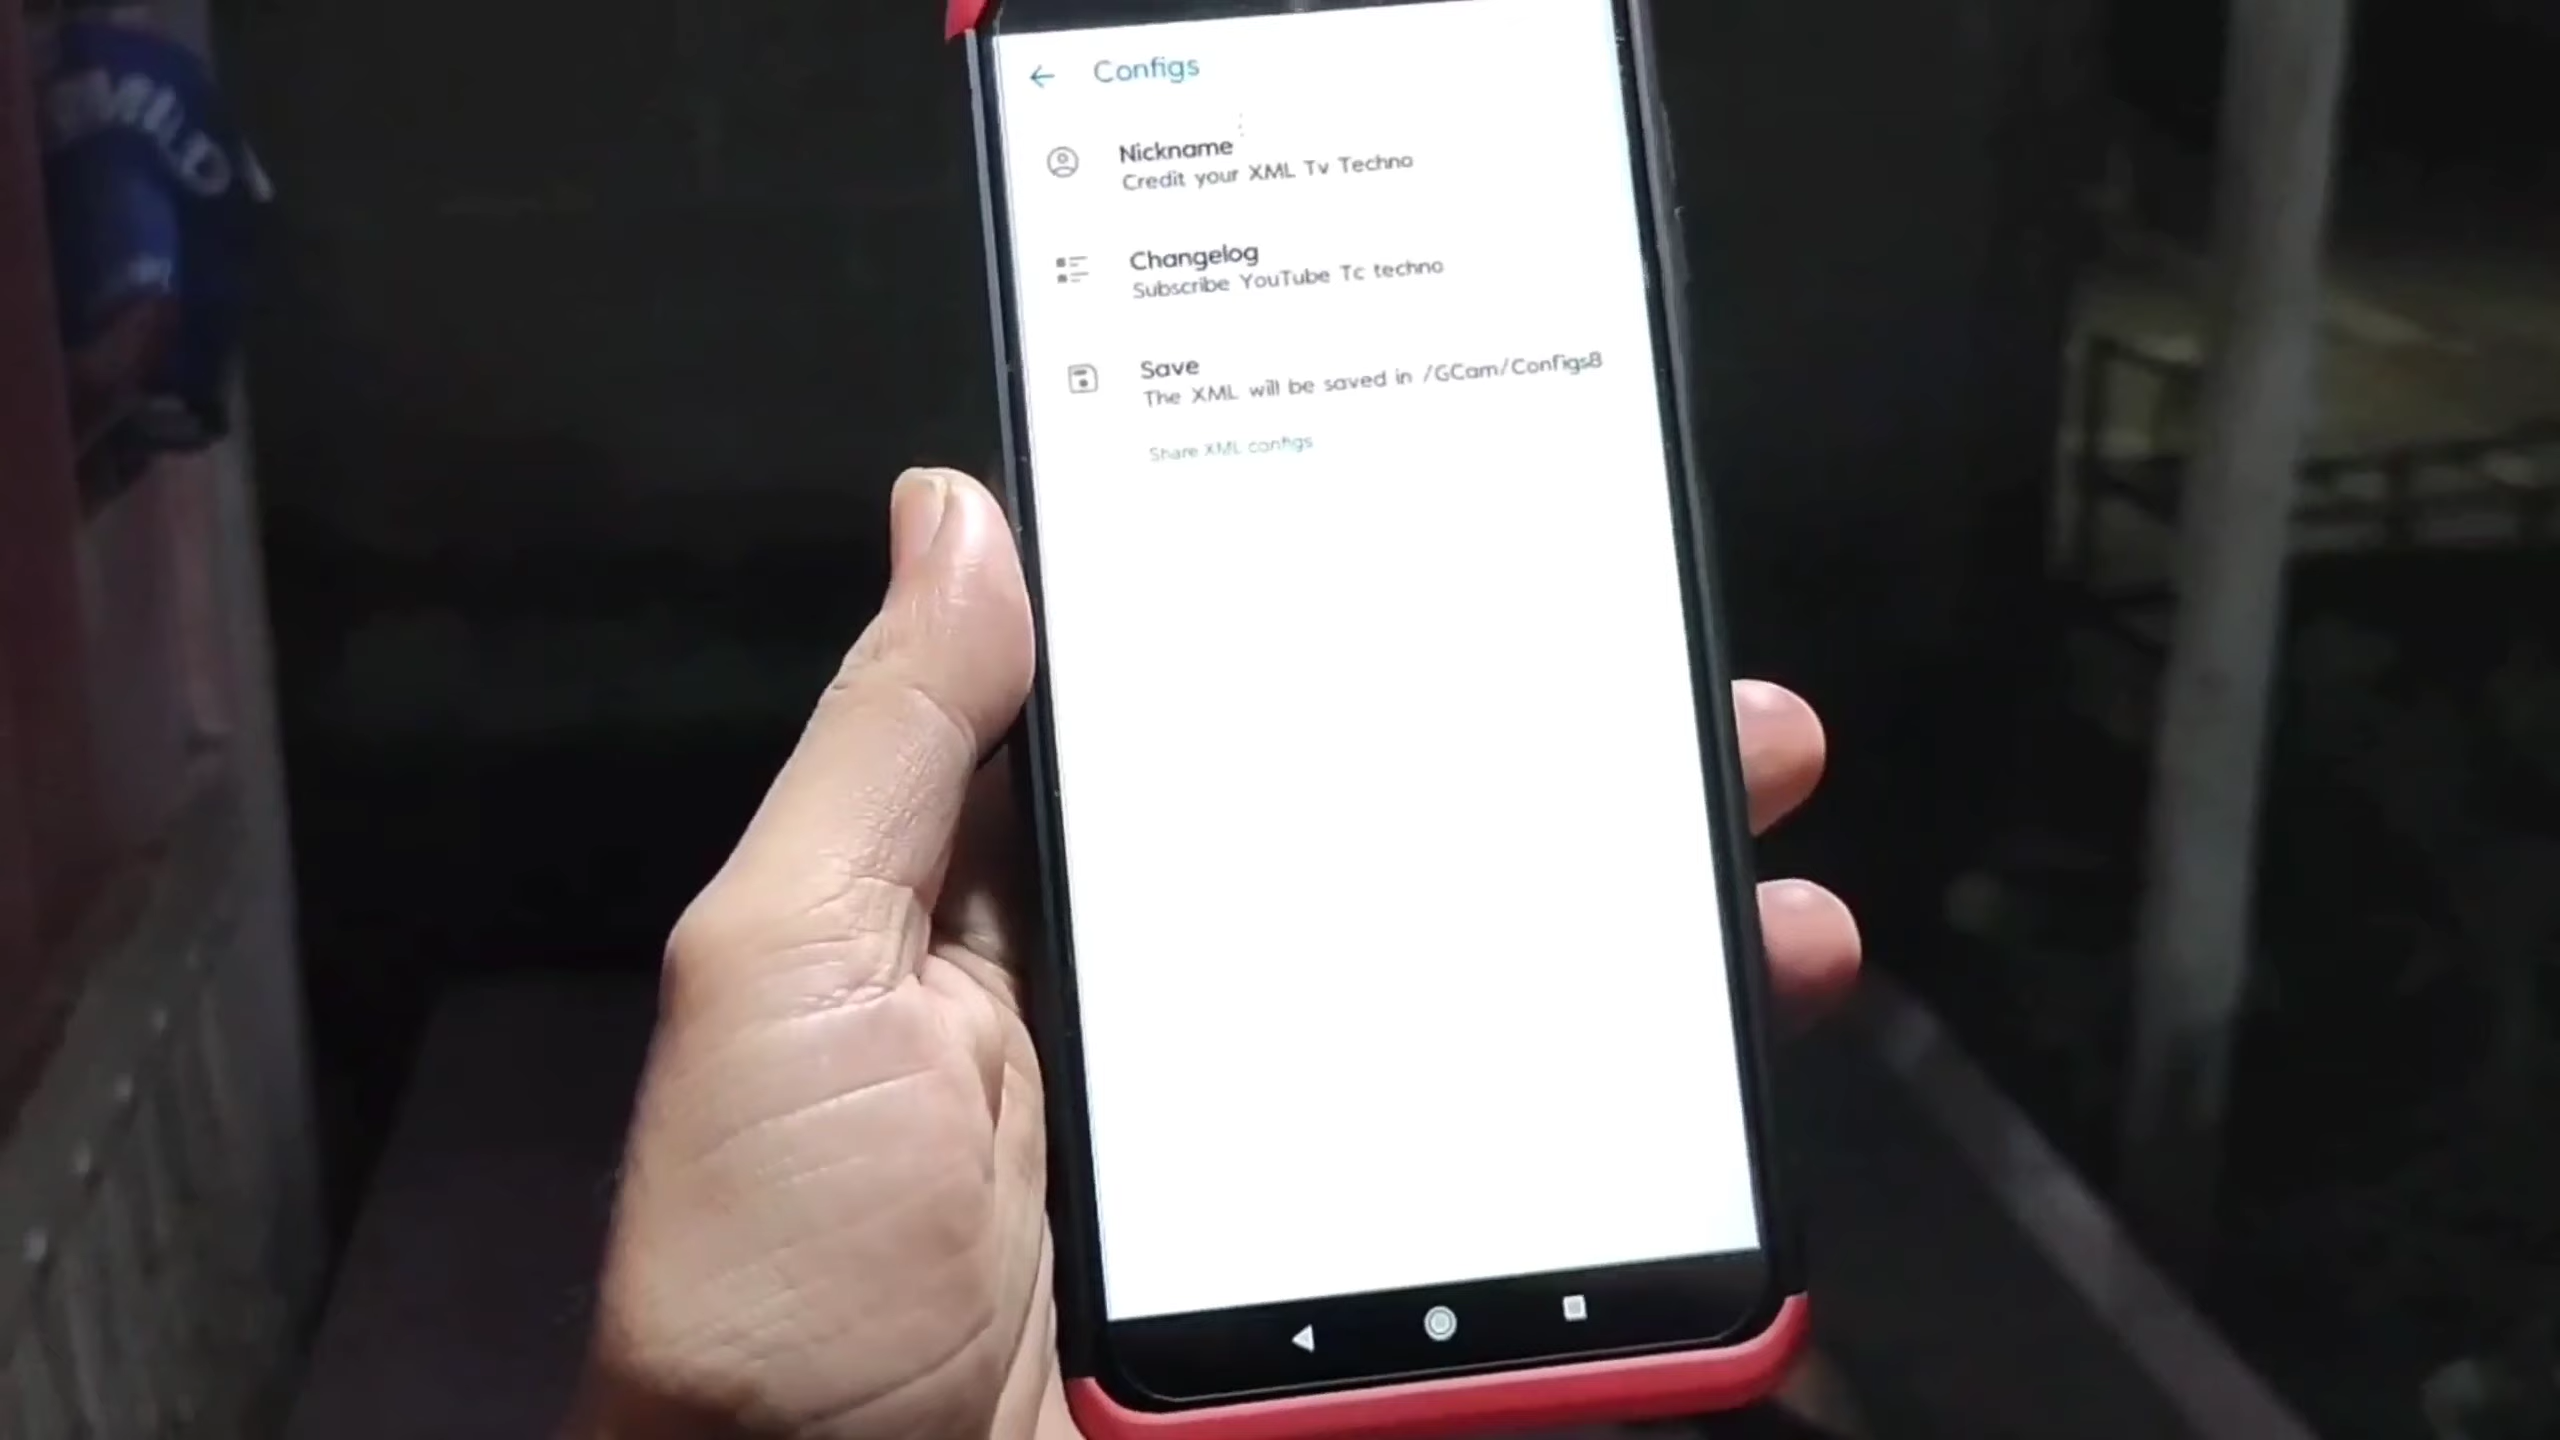 Configs
Nickname
Credit your XML Tv Techno
Changelog
Subscribe YouTube Tc techno
Save
The XML will be saved in /GCam/Configs8
Share XML configs